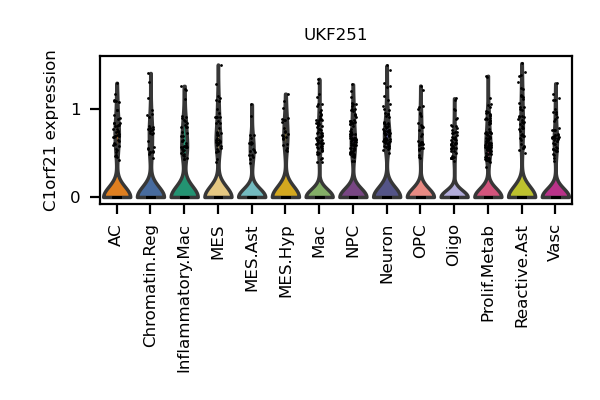 UKF251
C1orf21 expression
1
0
AC
Chromatin.Reg
Inflammatory.Mac
MES
MES.Ast
MES.Hyp
Mac
NPC
Neuron
OPC
Oligo
Prolif.Metab
Reactive.Ast
Vasc